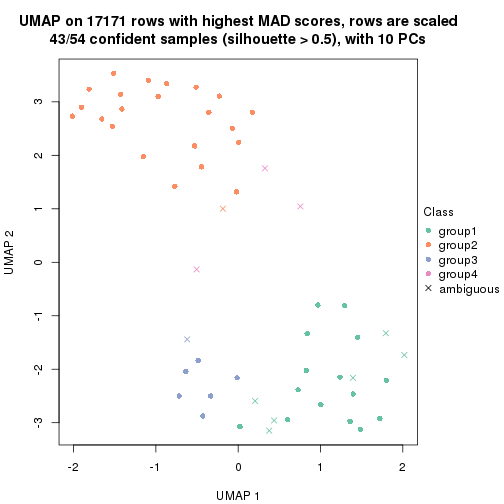 UMAP on 17171 rows with highest MAD scores, rows are scaled
43/54 confident samples (silhouette > 0.5), with 10 PCs
3
2
1
0
-1
-2
-3
UMAP 2
-2
-1
0
1
2
UMAP 1
Class
group1
group2
group3
group4
ambiguous